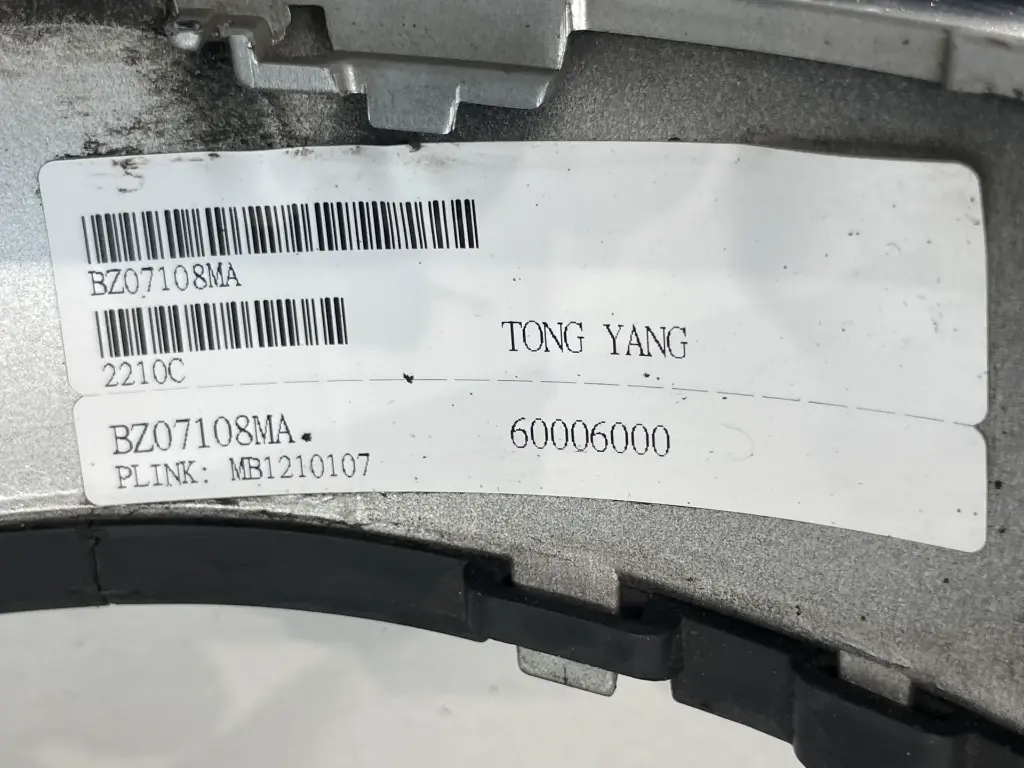 BZ07108MA
2210C
TONG YANG
BZ07108MA
60006000
PLINK: MB1210107